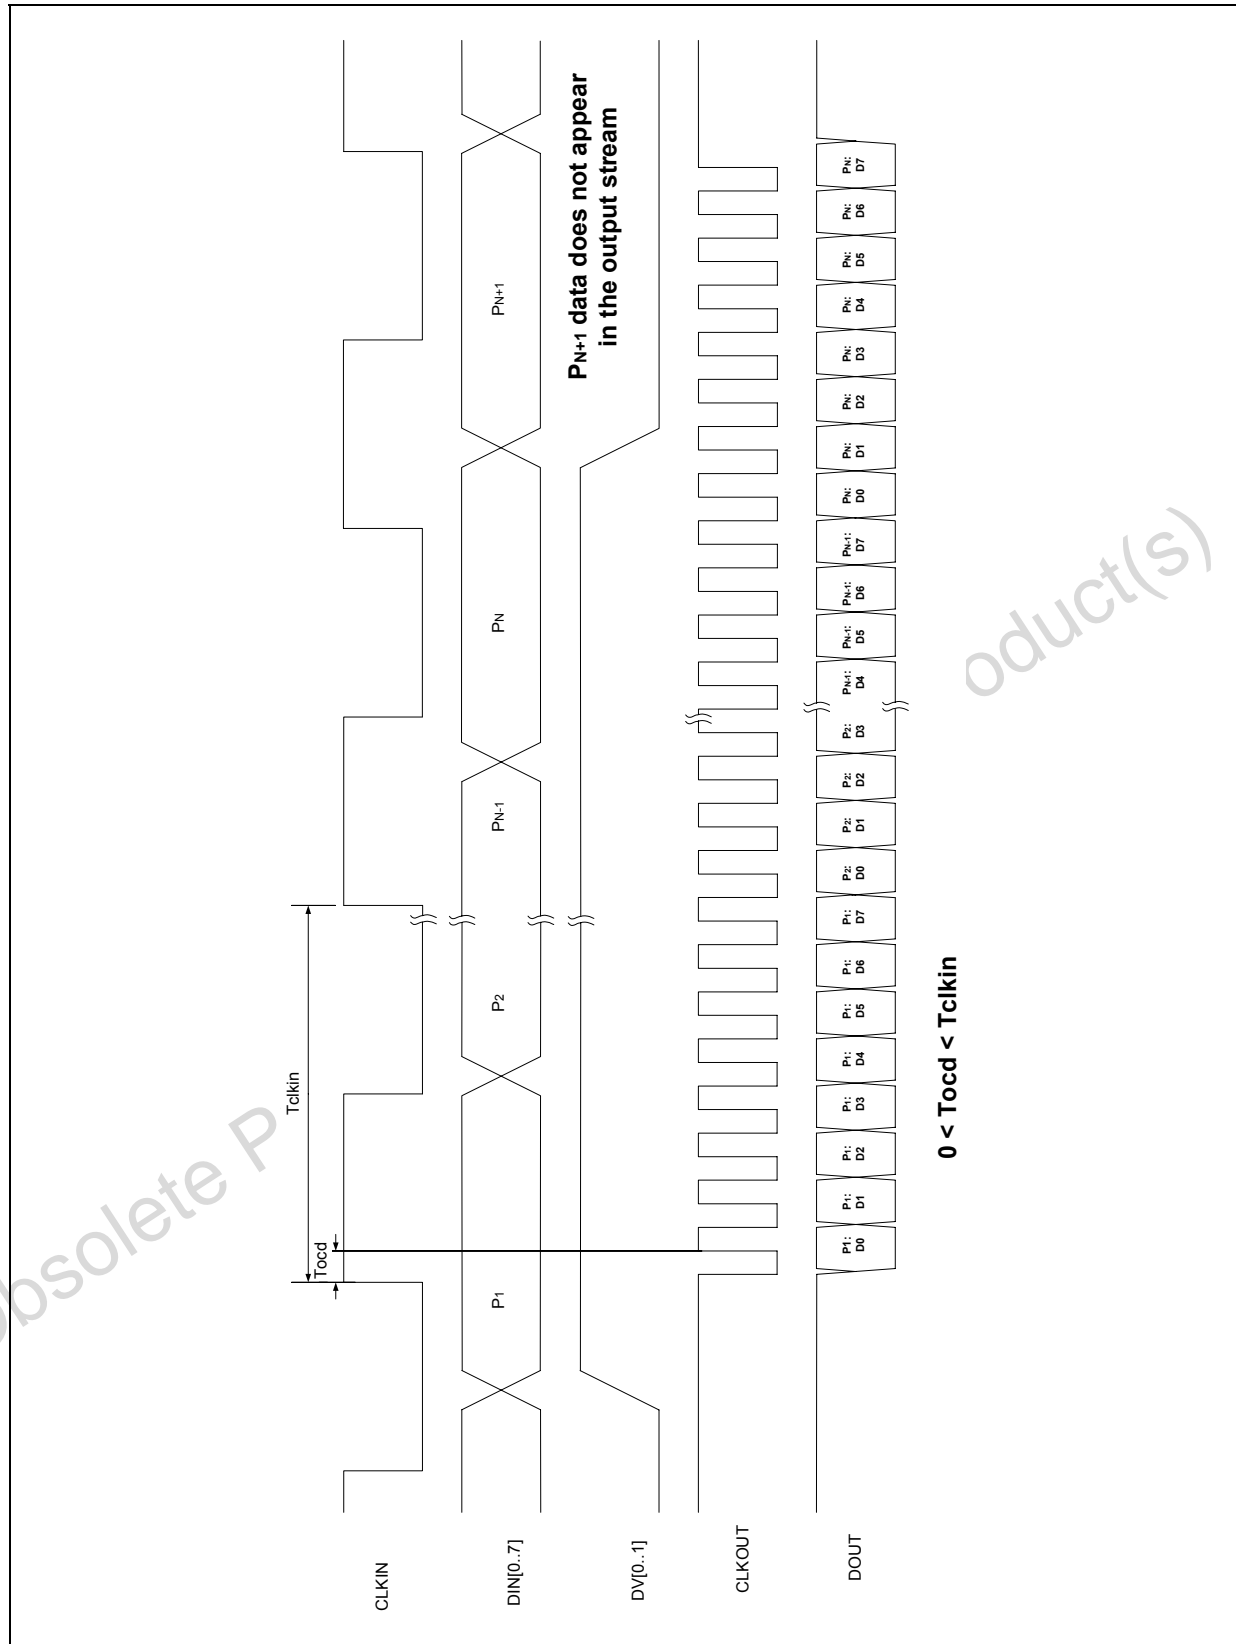 Tclkin
Tocd
CLKIN
DIN[0..7]
P1
P2
PN-1
PN
PN+1
DV[0..1]
PN+1 data does not appear
in the output stream
CLKOUT
DOUT
P1:
D0
P1:
D1
P1:
D2
P1:
D3
P1:
D4
P1:
D5
P1:
D6
P1:
D7
P2:
D0
P2:
D1
P2:
D2
P2:
D3
PN-1:
D4
PN-1:
D5
PN-1:
D6
PN-1:
D7
PN:
D0
PN:
D1
PN:
D2
PN:
D3
PN:
D4
PN:
D5
PN:
D6
PN:
D7
0 < Tocd < Tclkin
bsolete P
oduct(s)